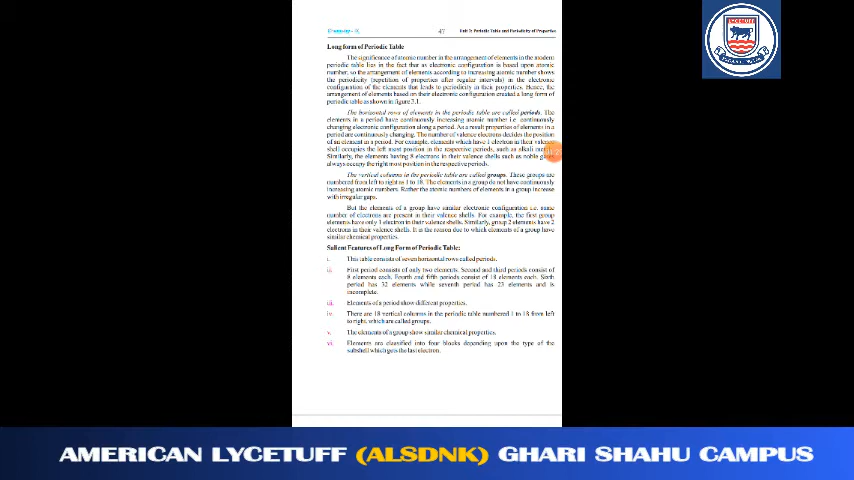 Chemistry - IX
47
Unit 3: Periodic Table and Periodicity of Properties
Long form of Periodic Table
The significance of atomic number in the arrangement of elements in the modern
periodic table lies in the fact that as electronic configuration is based upon atomic
number, so the arrangement of elements according to increasing atomic number shows
the periodicity (repetition of properties after regular intervals) in the electronic
configuration of the elements that leads to periodicity in their properties. Hence, the
arrangement of elements based on their electronic configuration created a long form of
periodic table as shown in figure 3.1.
The horizontal rows of elements in the periodic table are called periods. The
elements in a period have continuously increasing atomic number i.e. continuously
changing electronic configuration along a period. As a result properties of elements in a
period are continuously changing. The number of valence electrons decides the position
of an element in a period. For example, elements which have 1 electron in their valence
shell occupies the left most position in the respective periods, such as alkali
Similarly, the elements having 8 electrons in their valence shells such as noble
always occupy the right most position in the respective periods.
The vertical columns in the periodic table are called groups. These groups are
numbered from left to right as 1 to 18. The elements in a group do not have continuously
increasing atomic numbers. Rather the atomic numbers of elements in a group increase
with irregular gaps.
But the elements of a group have similar electronic configuration i.e. same
number of electrons are present in their valence shells. For example, the first group
elements have only 1 electron in their valence shells. Similarly, group 2 elements have 2
electrons in their valence shells. It is the reason due to which elements of a group have
similar chemical properties.
Salient Features of Long Form of Periodic Table:
i. This table consists of seven horizontal rows called periods.
ii. First period consists of only two elements. Second and third periods consist of
8 elements each. Fourth and fifth periods consist of 18 elements each. Sixth
period has 32 elements while seventh period has 23 elements and is
incomplete.
iii. Elements of a period show different properties.
iv. There are 18 vertical columns in the periodic table numbered 1 to 18 from left
to right, which are called groups.
v. The elements of a group show similar chemical properties.
vi. Elements are classified into four blocks depending upon the type of the
subshell which gets the last electron.
AMERICAN LYCETUFF (ALSDNK) GHARI SHAHU CAMPUS